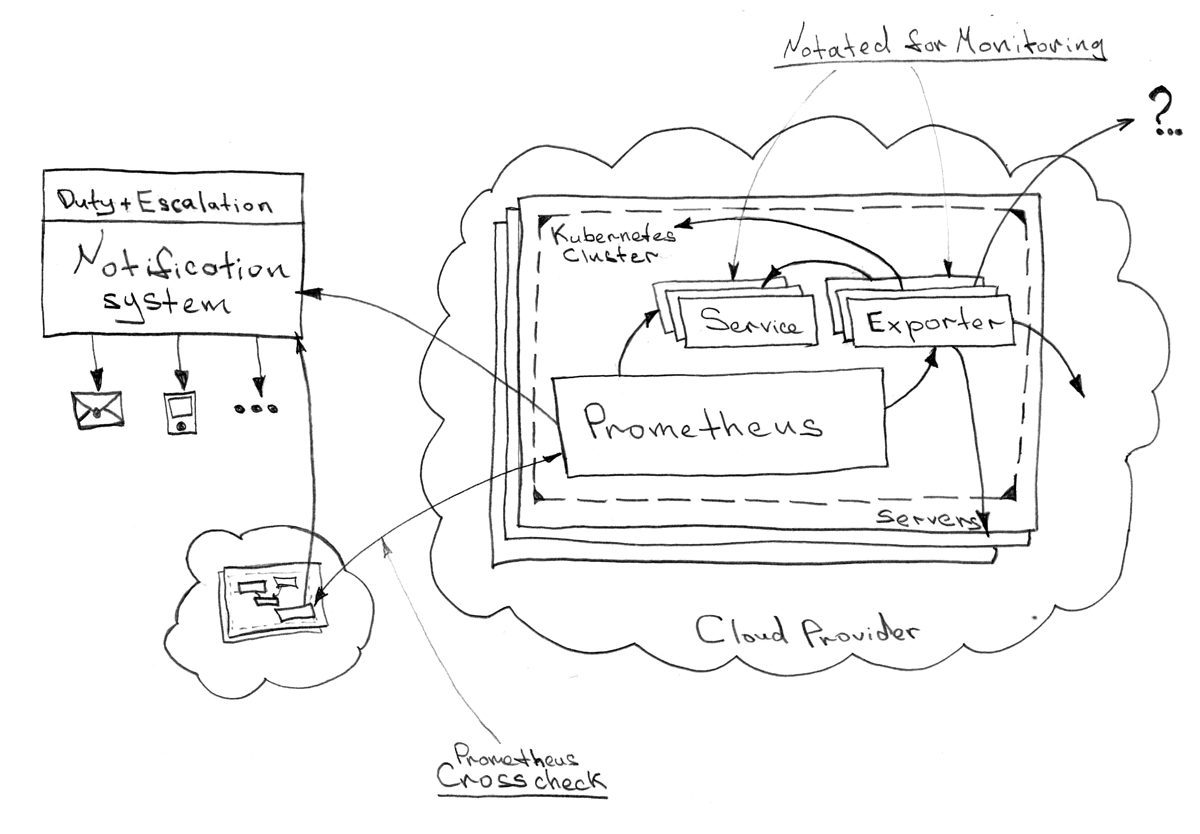 Notated for Monitoring
?...
Duty + Escalation
Notification
system
Kubernetes
Cluster
Service
Exporter
Prometheus
Servers
Cloud Provider
Prometheus
Crosscheck